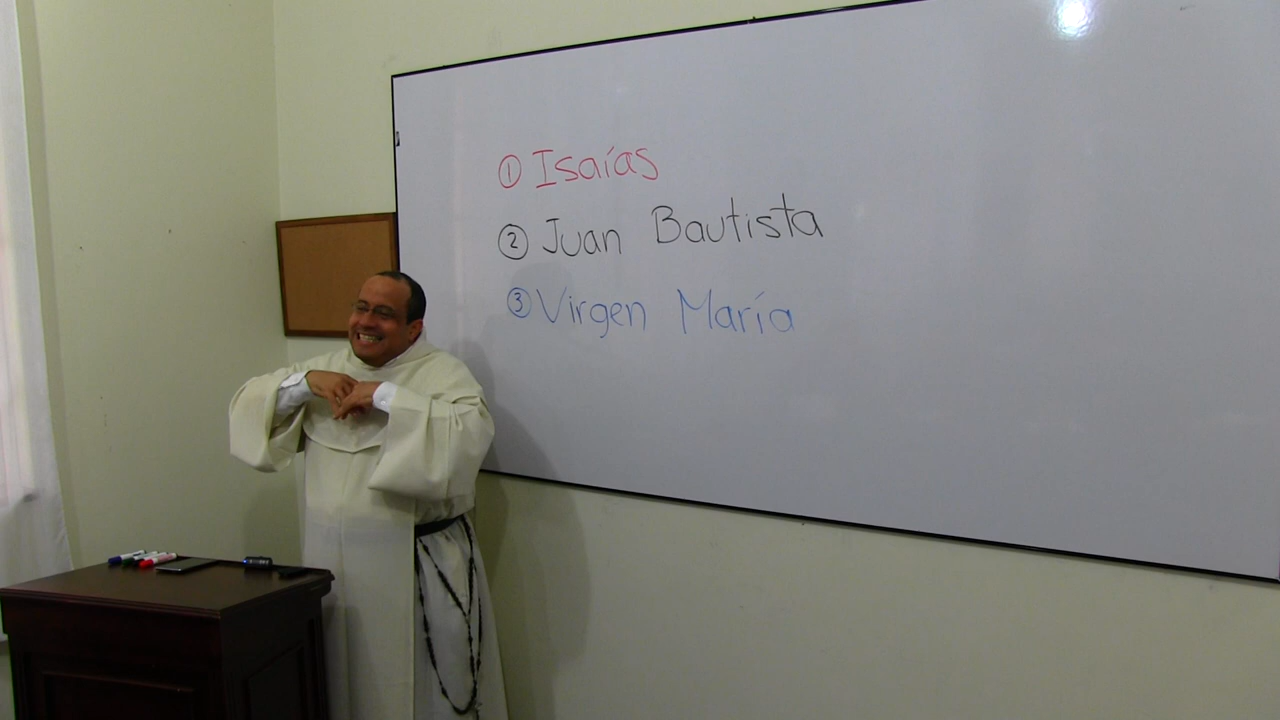 ① Isaías
② Juan Bautista
③ Virgen María